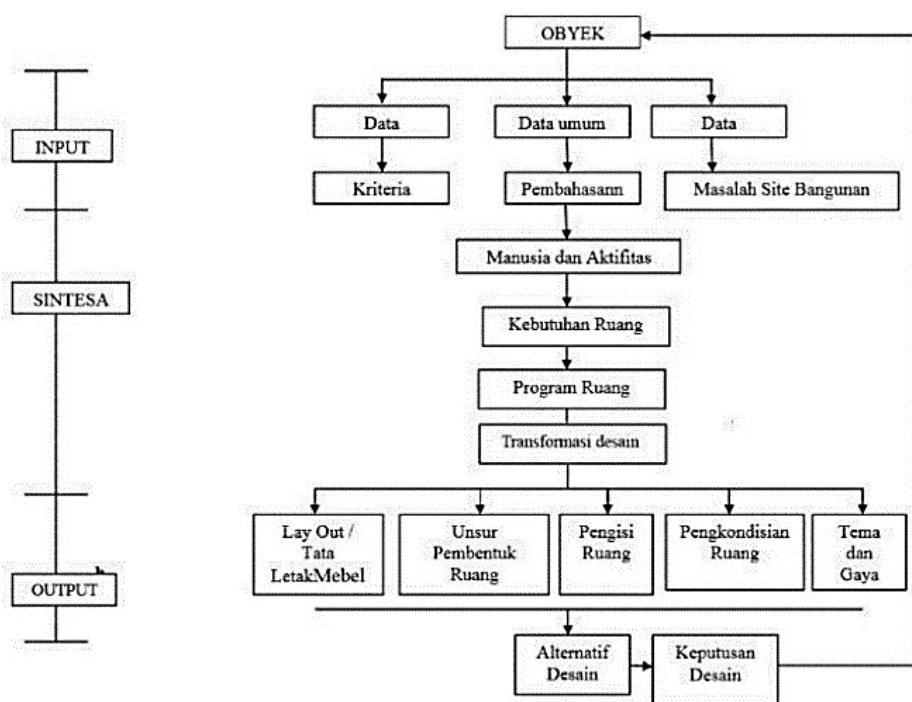 OBYEK
INPUT
Data
Data umum
Data
Kriteria
Pembahasann
Masalah Site Bangunan
Manusia dan Aktifitas
SINTESA
Kebutuhan Ruang
Program Ruang
Transformasi desain
Lay Out /
Tata
LetakMebel
Unsur
Pembentuk
Ruang
Pengisi
Ruang
Pengkondisian
Ruang
Tema
dan
Gaya
OUTPUT
Alternatif
Desain
Keputusan
Desain